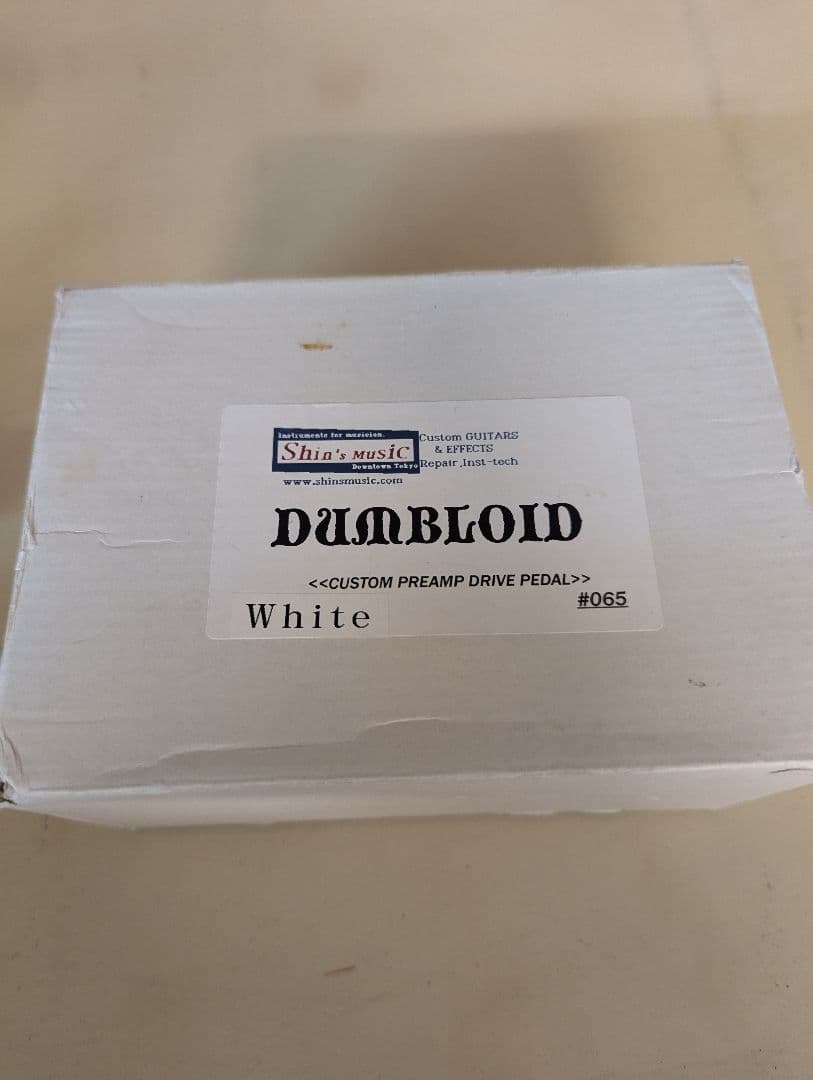 Instruments for musician.
Shin's MUSIC
Downtown Tokyo
www.shinsmusic.com
Custom GUITARS
& EFFECTS
Repair,Inst-tech
DUMBLOID
<<CUSTOM PREAMP DRIVE PEDAL>>
#065
White